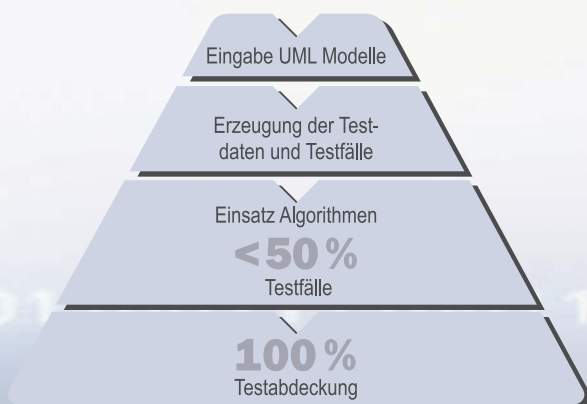 Eingabe UML Modelle
Erzeugung der Test-
daten und Testfälle
Einsatz Algorithmen
<50 %
Testfälle
100 %
Testabdeckung